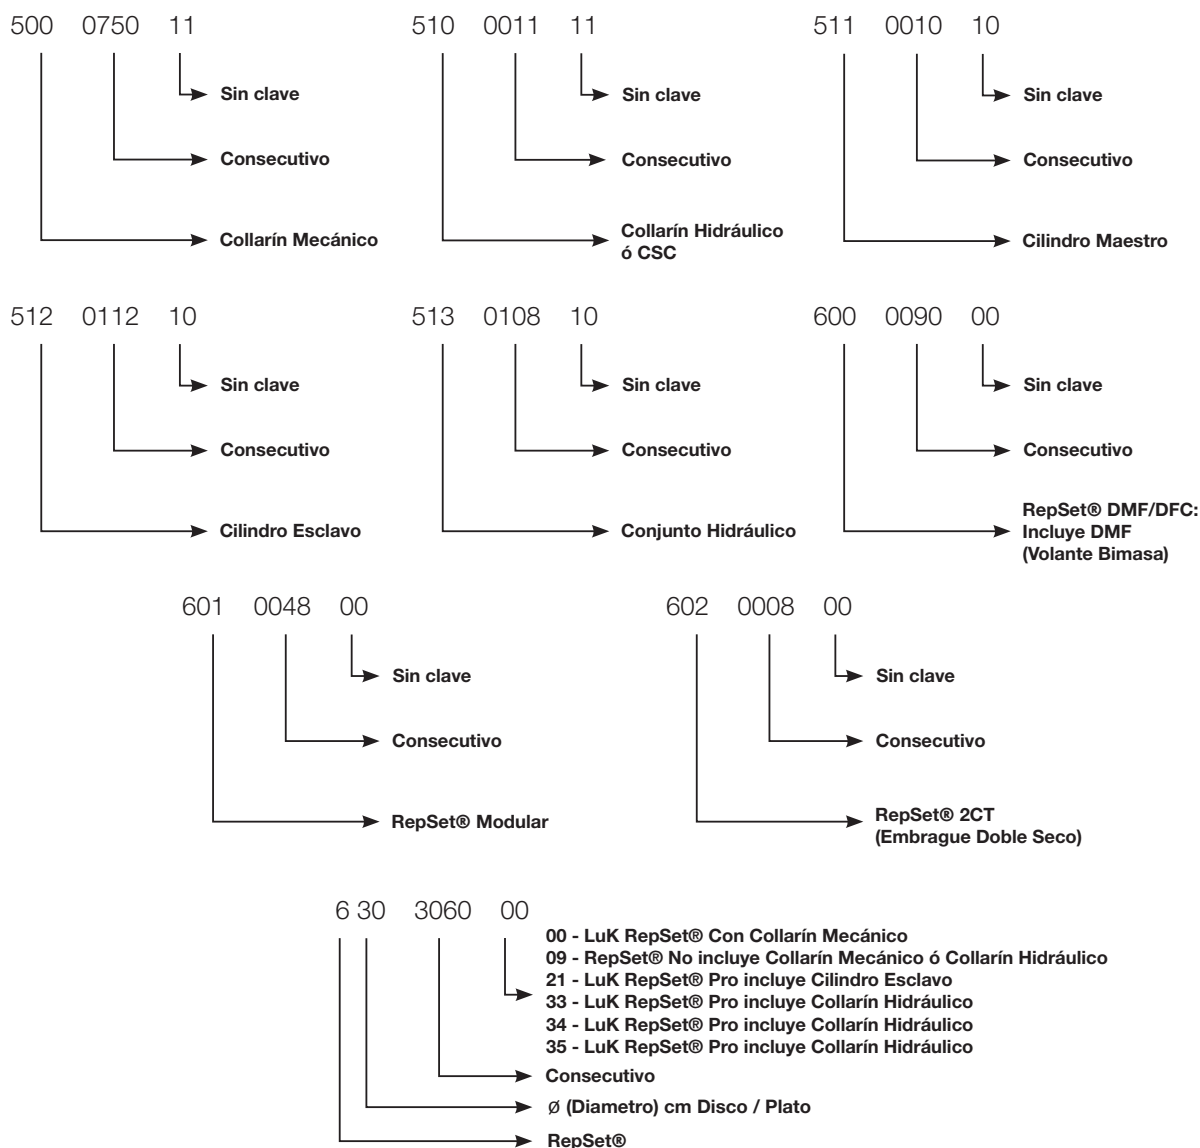 500 0750 11
Sin clave
Consecutivo
Collarín Mecánico
510 0011 11
Sin clave
Consecutivo
Collarín Hidráulico
ó CSC
511 0010 10
Sin clave
Consecutivo
Cilindro Maestro
512 0112 10
Sin clave
Consecutivo
Cilindro Esclavo
513 0108 10
Sin clave
Consecutivo
Conjunto Hidráulico
600 0090 00
Sin clave
Consecutivo
RepSet® DMF/DFC:
Incluye DMF
(Volante Bimasa)
601 0048 00
Sin clave
Consecutivo
RepSet® Modular
602 0008 00
Sin clave
Consecutivo
RepSet® 2CT
(Embrague Doble Seco)
6 30 3060 00
00 - LuK RepSet® Con Collarín Mecánico
09 - RepSet® No incluye Collarín Mecánico ó Collarín Hidráulico
21 - LuK RepSet® Pro incluye Cilindro Esclavo
33 - LuK RepSet® Pro incluye Collarín Hidráulico
34 - LuK RepSet® Pro incluye Collarín Hidráulico
35 - LuK RepSet® Pro incluye Collarín Hidráulico
Consecutivo
Ø (Diametro) cm Disco / Plato
RepSet®